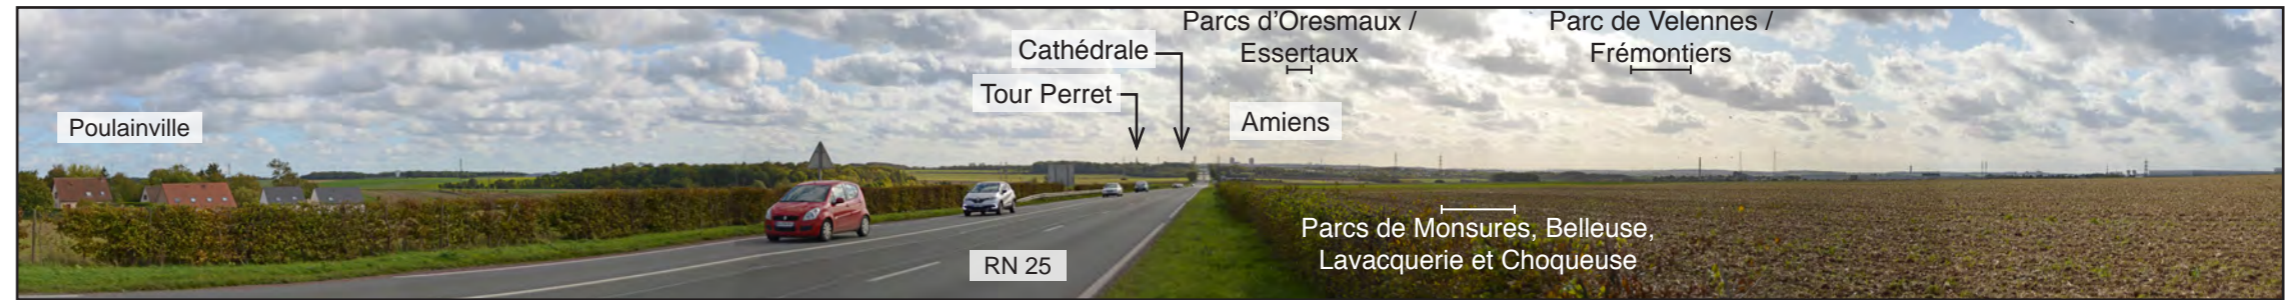 Parcs d'Oresmaux /
Essertaux
Parc de Velennes /
Frémontiers
Cathédrale
Tour Perret
Amiens
Poulainville
Parcs de Monsures, Belleuse,
Lavacquerie et Choqueuse
RN 25